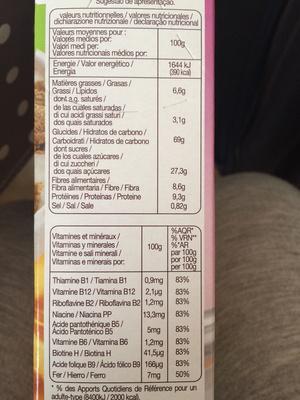 Sugestão de apresentação.
valeurs nutritionnelles / valores nutricionales /
dichiarazione nutrizionale / declaração nutricional
Valeurs moyennes pour :
Valores medios por:
Valori medi per:
Valores nutricionais médios por:
100g
Energie / Valor energético /
Energia
1644 kJ
(390 kcal)
Matières grasses / Grasas /
Grassi / Lípidos
6,6g
dont a.g. saturés /
de las cuales saturadas /
di cui acidi grassi saturi /
dos quais saturados
3,1g
Glucides / Hidratos de carbono /
Carboidrati / Hidratos de carbono
69g
dont sucres /
de los cuales azúcares /
di cui zuccheri /
dos quais açúcares
27,3g
Fibres alimentaires /
Fibra alimentaria / Fibre / Fibra
8,6g
Protéines / Proteínas / Proteine
9,3g
Sel / Sal / Sale
0,82g
Vitamines et minéraux /
Vitaminas y minerales /
Vitamine e sali minerali /
Vitaminas e minerais por:
100g
%AQR*
% VRN**
%*AR
par 100g
por 100g
per 100g
Thiamine B1 / Tiamina B1 0,9mg 83%
Vitamine B12 / Vitamina B12 2,1µg 83%
Riboflavine B2 / Riboflavina B2 1,2mg 83%
Niacine / Niacina PP 13,3mg 83%
Acide pantothénique B5 /
Ácido Pantoténico B5 5mg 83%
Vitamine B6 / Vitamina B6 1,2mg 83%
Biotine H / Biotina H 41,5µg 83%
Acide folique B9 / Ácido fólico B9 166µg 83%
Fer / Hierro / Ferro 7mg 50%
* % des Apports Quotidiens de Référence pour un
adulte-type (8400kJ / 2000 kcal).